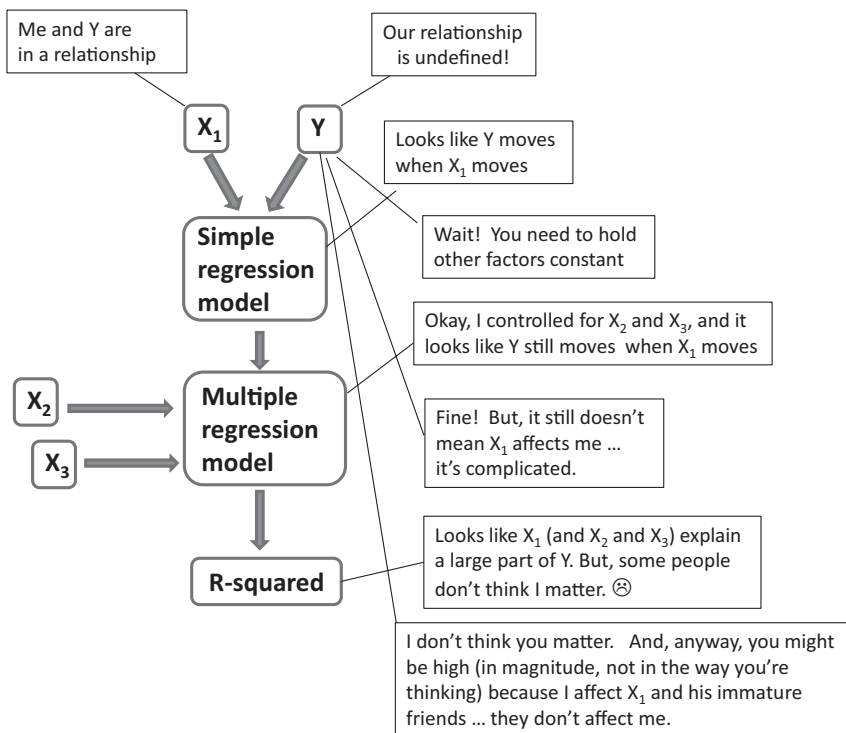 Me and Y are
in a relationship
Our relationship
is undefined!
X₁
Y
Looks like Y moves
when X₁ moves
Simple
regression
model
Wait!  You need to hold
other factors constant
Okay, I controlled for X₂ and X₃, and it
looks like Y still moves  when X₁ moves
X₂
Multiple
regression
model
X₃
Fine!  But, it still doesn’t
mean X₁ affects me …
it’s complicated.
Looks like X₁ (and X₂ and X₃) explain
a large part of Y. But, some people
don’t think I matter. ☹
R-squared
I don’t think you matter.   And, anyway, you might
be high (in magnitude, not in the way you’re
thinking) because I affect X₁ and his immature
friends … they don’t affect me.